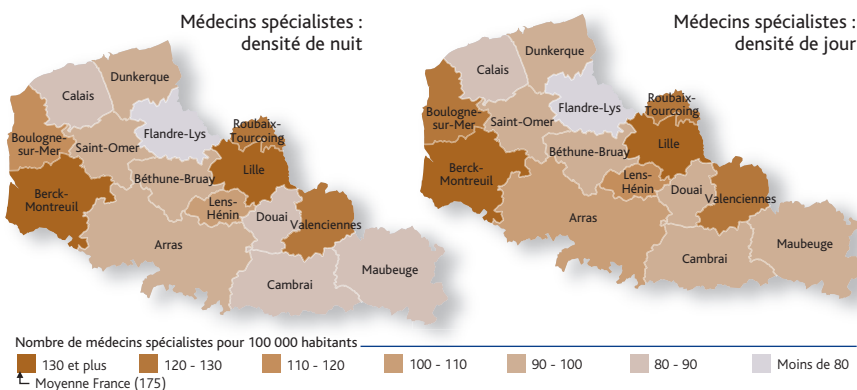 Médecins spécialistes :
densité de nuit
Dunkerque
Calais
Flandre-Lys
Roubaix-
Tourcoing
Boulogne-
sur-Mer
Saint-Omer
Lille
Béthune-Bruay
Berck-
Montreuil
Lens-
Hénin
Douai
Valenciennes
Arras
Cambrai
Maubeuge
Médecins spécialistes :
densité de jour
Dunkerque
Calais
Flandre-Lys
Roubaix-
Tourcoing
Boulogne-
sur-Mer
Saint-Omer
Lille
Béthune-Bruay
Berck-
Montreuil
Lens-
Hénin
Douai
Valenciennes
Arras
Cambrai
Maubeuge
Nombre de médecins spécialistes pour 100 000 habitants
130 et plus
120 - 130
110 - 120
100 - 110
90 - 100
80 - 90
Moins de 80
Moyenne France (175)